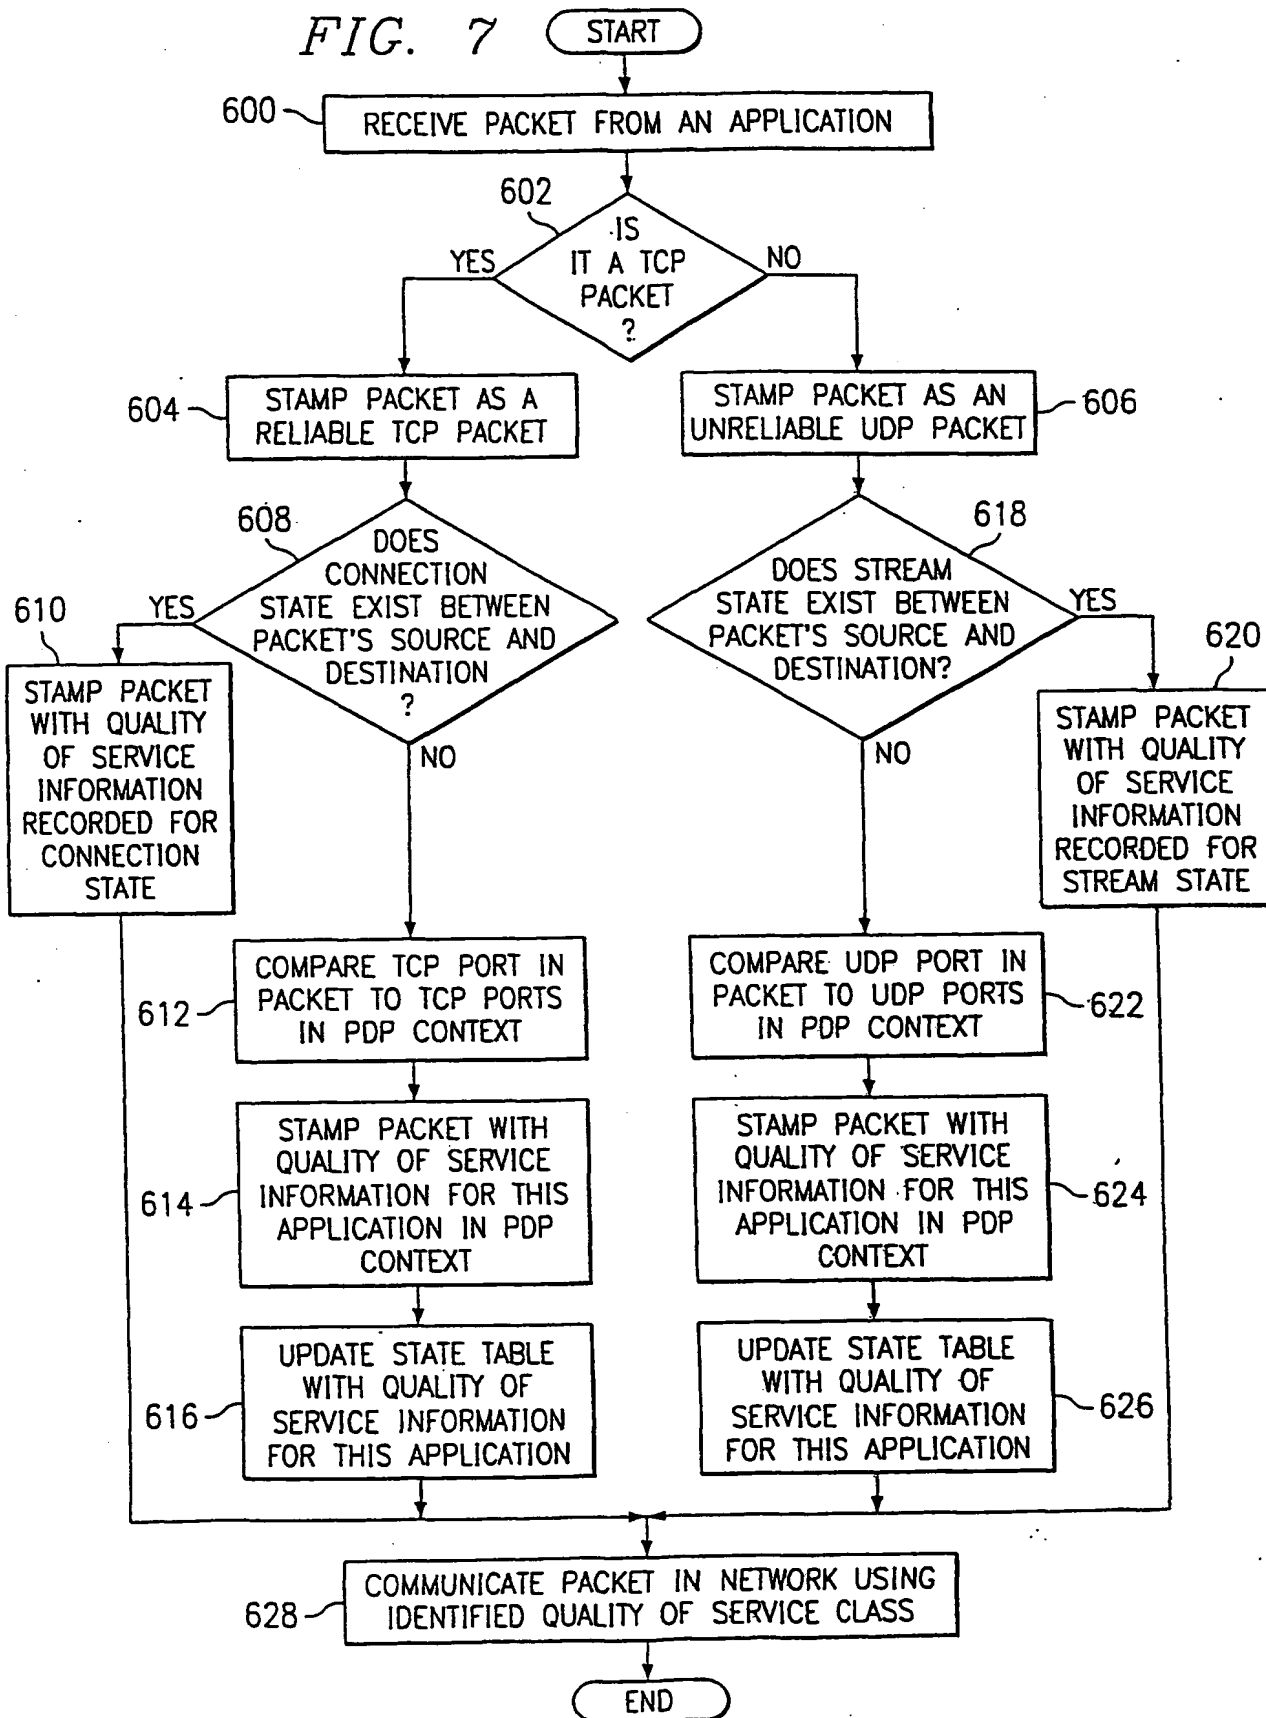 FIG. 7
START
600
RECEIVE PACKET FROM AN APPLICATION
602
IS
IT A TCP
PACKET
?
YES
NO
604
STAMP PACKET AS A
RELIABLE TCP PACKET
STAMP PACKET AS AN
UNRELIABLE UDP PACKET
606
608
DOES
CONNECTION
STATE EXIST BETWEEN
PACKET'S SOURCE AND
DESTINATION
?
YES
NO
618
DOES STREAM
STATE EXIST BETWEEN
PACKET'S SOURCE AND
DESTINATION?
YES
NO
610
STAMP PACKET
WITH QUALITY
OF SERVICE
INFORMATION
RECORDED FOR
CONNECTION
STATE
620
STAMP PACKET
WITH QUALITY
OF SERVICE
INFORMATION
RECORDED FOR
STREAM STATE
612
COMPARE TCP PORT IN
PACKET TO TCP PORTS
IN PDP CONTEXT
COMPARE UDP PORT IN
PACKET TO UDP PORTS
IN PDP CONTEXT
622
614
STAMP PACKET WITH
QUALITY OF SERVICE
INFORMATION FOR THIS
APPLICATION IN PDP
CONTEXT
STAMP PACKET WITH
QUALITY OF SERVICE
INFORMATION FOR THIS
APPLICATION IN PDP
CONTEXT
624
616
UPDATE STATE TABLE
WITH QUALITY OF
SERVICE INFORMATION
FOR THIS APPLICATION
UPDATE STATE TABLE
WITH QUALITY OF
SERVICE INFORMATION
FOR THIS APPLICATION
626
628
COMMUNICATE PACKET IN NETWORK USING
IDENTIFIED QUALITY OF SERVICE CLASS
END